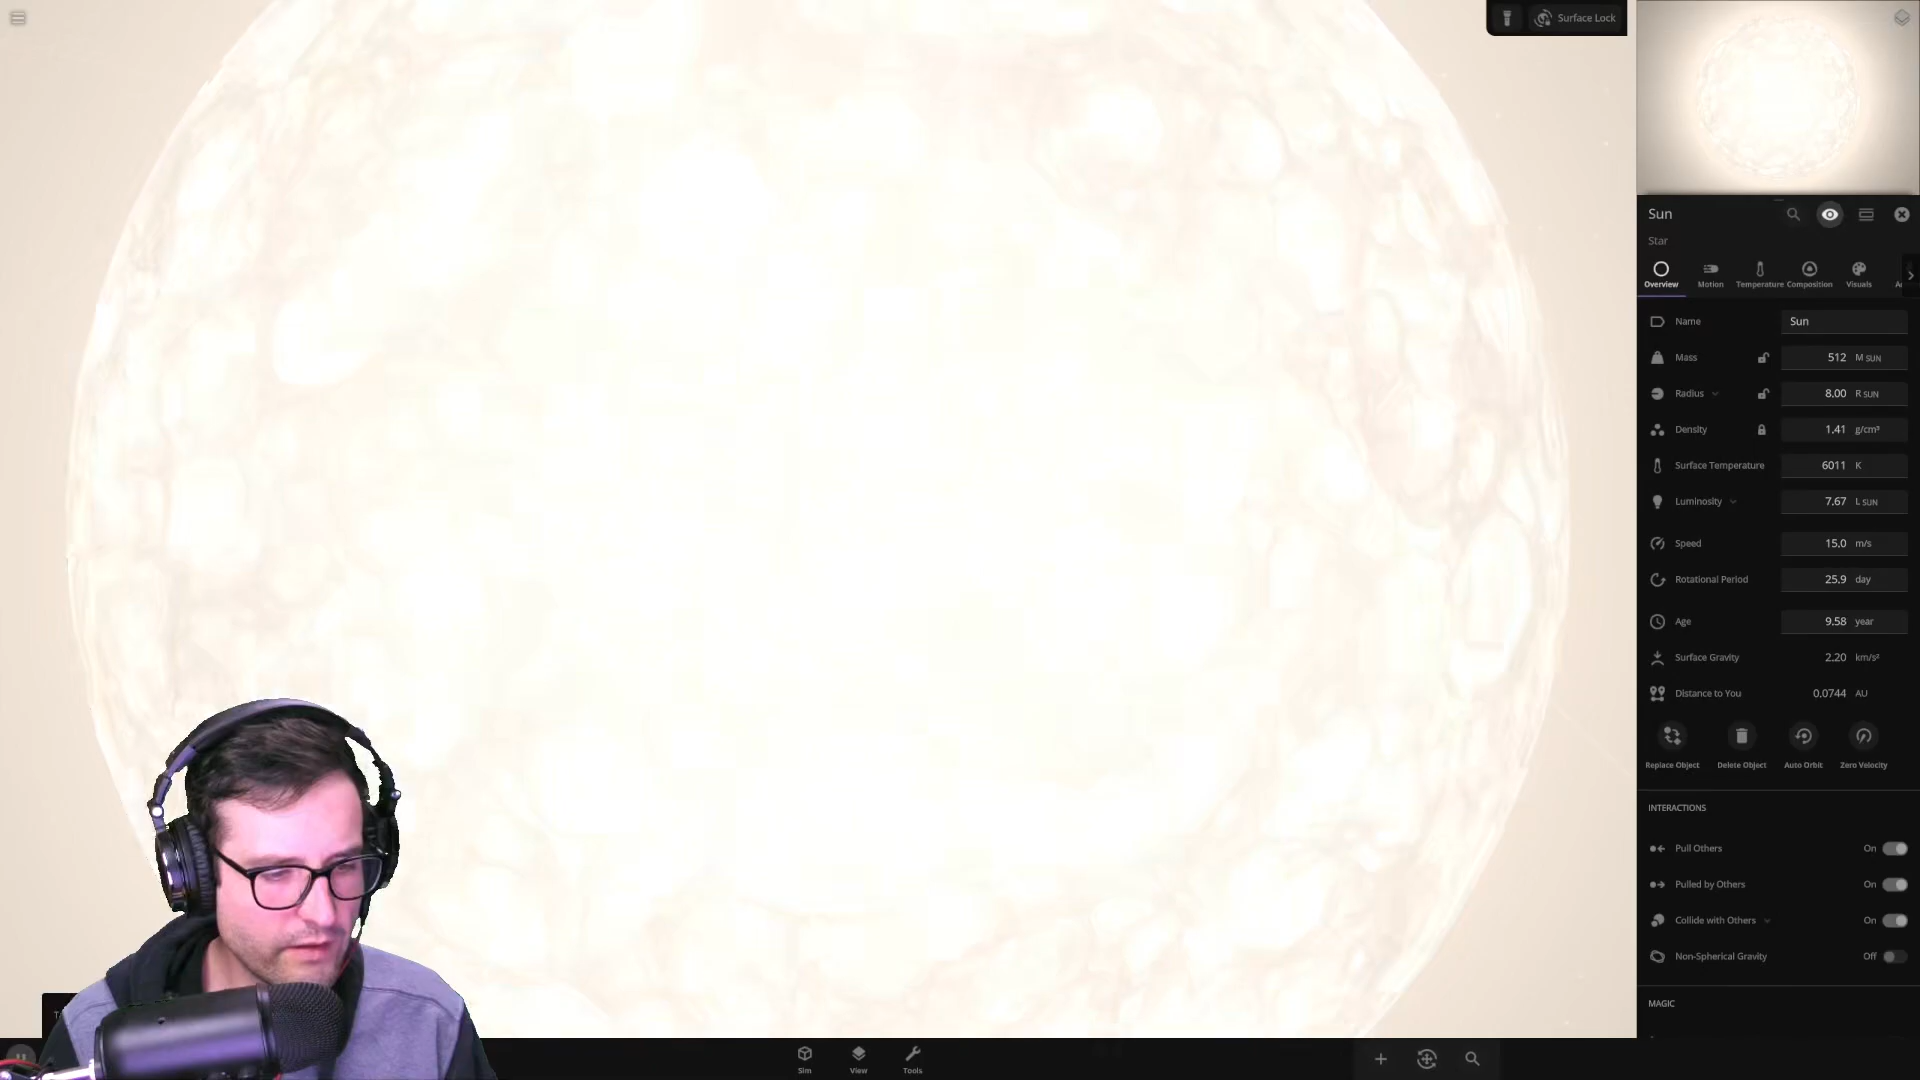 Surface Lock
Sun
Star
Overview
Motion
Temperature
Composition
Visuals
Name
Sun
Mass
512 M SUN
Radius
8.00 R SUN
Density
1.41 g/cm³
Surface Temperature
6011 K
Luminosity
7.67 L SUN
Speed
15.0 m/s
Rotational Period
25.9 day
Age
9.58 year
Surface Gravity
2.20 km/s²
Distance to You
0.0744 AU
Replace Object
Delete Object
Auto Orbit
Zero Velocity
INTERACTIONS
Pull Others
On
Pulled by Others
On
Collide with Others
On
Non-Spherical Gravity
Off
MAGIC
Sim
View
Tools